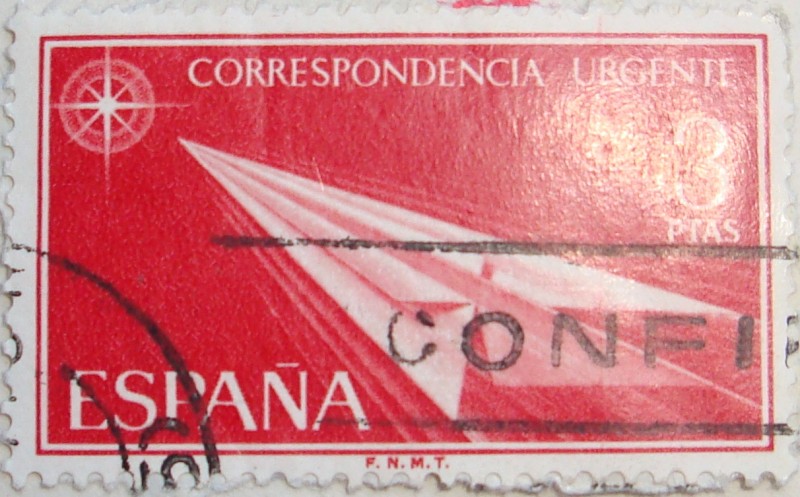 CORRESPONDENCIA URGENTE
3
PTAS
CONFI
ESPAÑA
F. N. M. T.